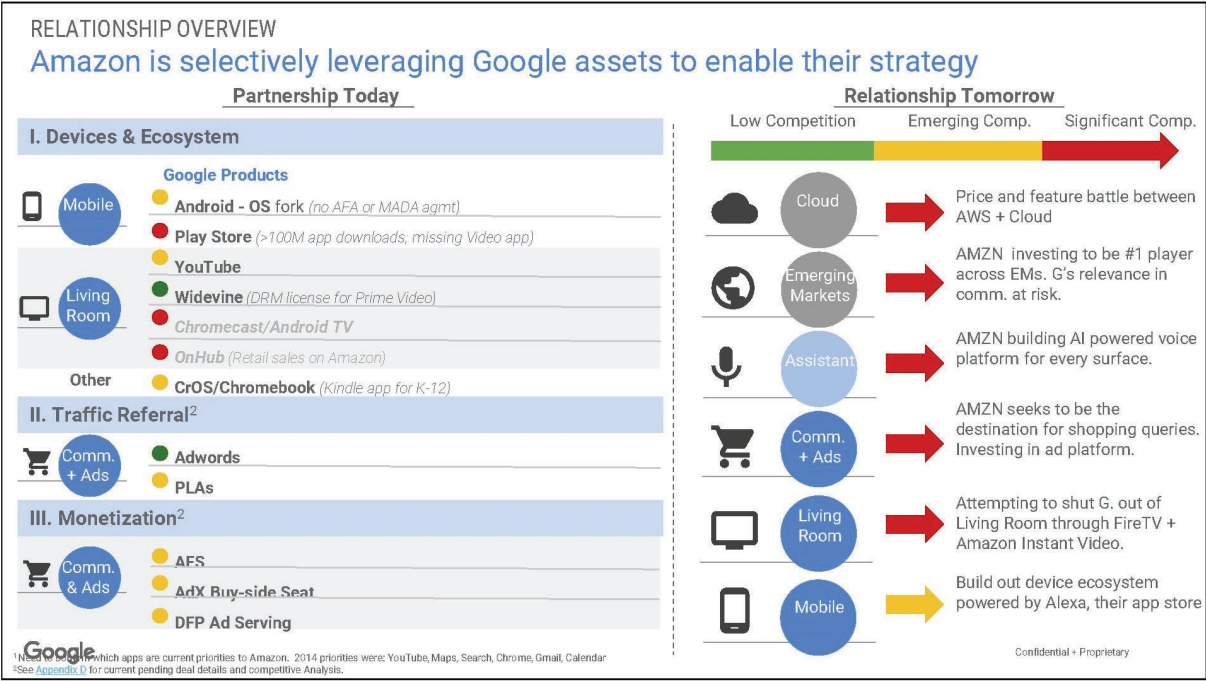 RELATIONSHIP OVERVIEW
Amazon is selectively leveraging Google assets to enable their strategy
Partnership Today
I. Devices & Ecosystem
Google Products
Mobile
Android - OS fork (no AFA or MADA agmt)
Play Store (>100M app downloads; missing Video app)
Living
Room
YouTube
Widevine (DRM license for Prime Video)
Chromecast/Android TV
OnHub (Retail sales on Amazon)
Other
CrOS/Chromebook (Kindle app for K-12)
II. Traffic Referral2
Comm.
+ Ads
Adwords
PLAs
III. Monetization2
Comm.
& Ads
AFS
AdX Buy-side Seat
DFP Ad Serving
Relationship Tomorrow
Low Competition Emerging Comp. Significant Comp.
Cloud
Price and feature battle between
AWS + Cloud
Emerging
Markets
AMZN investing to be #1 player
across EMs. G's relevance in
comm. at risk.
Assistant
AMZN building AI powered voice
platform for every surface.
Comm.
+ Ads
AMZN seeks to be the
destination for shopping queries.
Investing in ad platform.
Living
Room
Attempting to shut G. out of
Living Room through FireTV +
Amazon Instant Video.
Mobile
Build out device ecosystem
powered by Alexa, their app store
Google
1 Need to which apps are current priorities to Amazon. 2014 priorities were: YouTube, Maps, Search, Chrome, Gmail, Calendar
2See Appendix D for current pending deal details and competitive Analysis.
Confidential + Proprietary